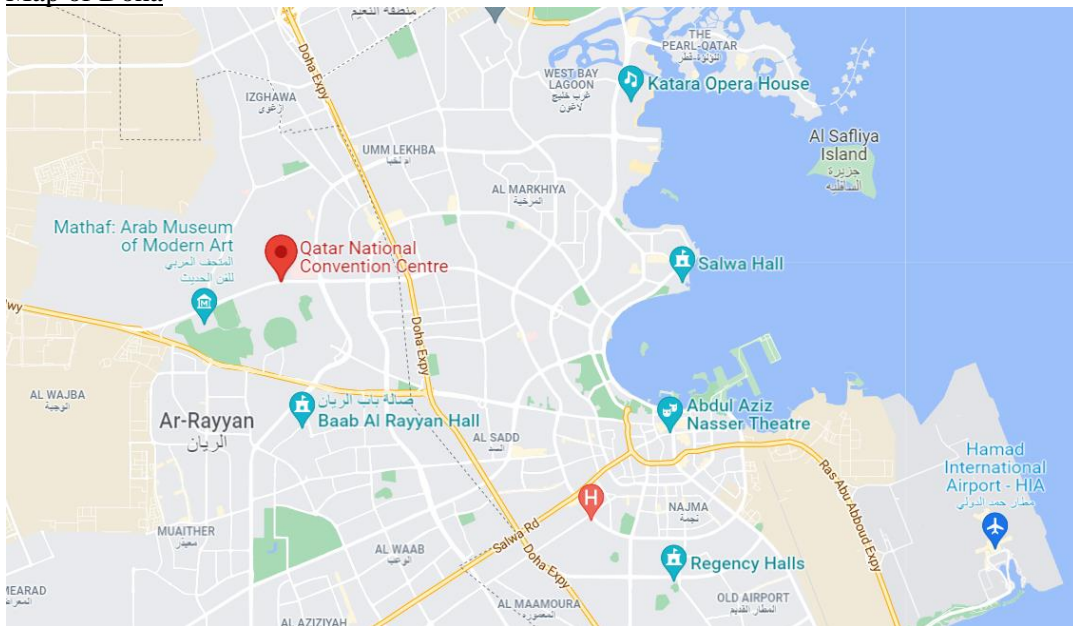 Map of Doha
منطقة النعيم
THE
PEARL-QATAR
اللؤلؤة-قطر
Doha Expy
WEST BAY
LAGOON
غرب خليج
لاغون
Katara Opera House
IZGHAWA
ازغوى
UMM LEKHBA
ام لخبا
Al Safliya
Island
جزيرة
السافليه
AL MARKHIYA
المرخية
Mathaf: Arab Museum
of Modern Art
المتحف العربي
للفن الحديث
Qatar National
Convention Centre
Salwa Hall
wy
Doha Expy
AL WAJBA
الوجبة
Ar-Rayyan
الريان
صالة باب الريان
Baab Al Rayyan Hall
Abdul Aziz
Nasser Theatre
AL SADD
السد
Hamad
International
Airport - HIA
مطار حمد الدولي
Ras Abu Abboud Expy
H
NAJMA
نجمة
MUAITHER
معيذر
Salwa Rd
AL WAAB
الوعب
Doha Expy
Regency Halls
MEARAD
المعراض
OLD AIRPORT
المطار القديم
AL MAAMOURA
المعمورة
AL AZIZIYAH